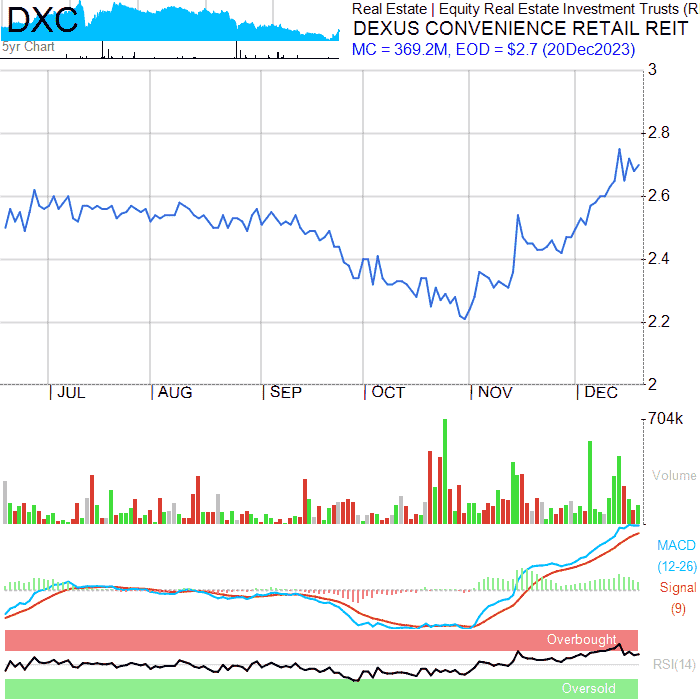 DXC
5yr Chart
Real Estate | Equity Real Estate Investment Trusts (R
DEXUS CONVENIENCE RETAIL REIT
MC = 369.2M, EOD = $2.7 (20Dec2023)
3
2.8
2.6
2.4
2.2
2
JUL AUG SEP OCT NOV DEC
704k
Volume
MACD
(12-26)
Signal
(9)
Overbought
RSI(14)
Oversold